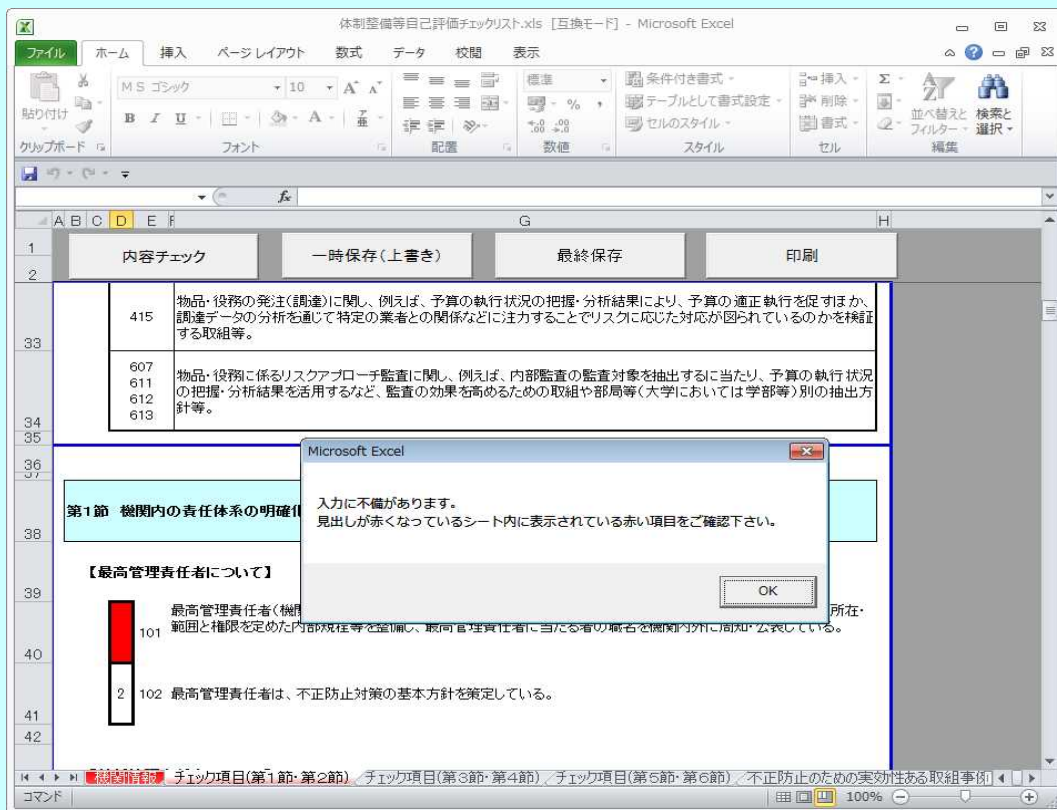 体制整備等自己評価チェックリスト.xls [互換モード] - Microsoft Excel
ファイル ホーム 挿入 ページ レイアウト 数式 データ 校閲 表示
貼り付け
クリップボード
ＭＳ ゴシック 10
B I U A
フォント
配置
標準
% ,
数値
条件付き書式
テーブルとして書式設定
セルのスタイル
スタイル
挿入
削除
書式
セル
Σ
並べ替えと フィルター
検索と 選択
編集
fx
A B C D E F G H
1
2
内容チェック 一時保存(上書き) 最終保存 印刷
33
415
物品・役務の発注(調達)に関し、例えば、予算の執行状況の把握・分析結果により、予算の適正執行を促すほか、
調達データの分析を通じて特定の業者との関係などに注力することでリスクに応じた対応が図られているのかを検証
する取組等。
34
607
611
612
613
物品・役務に係るリスクアプローチ監査に関し、例えば、内部監査の監査対象を抽出するに当たり、予算の執行状況
の把握・分析結果を活用するなど、監査の効果を高めるための取組や部局等(大学においては学部等)別の抽出方
針等。
35
36
37
Microsoft Excel
入力に不備があります。
見出しが赤くなっているシート内に表示されている赤い項目をご確認下さい。
OK
38
第1節 機関内の責任体系の明確化
39
【最高管理責任者について】
40
101
最高管理責任者(機関 所在・
範囲と権限を定めた内部規程等を整備し、最高管理責任者に当たる者の職名を機関内外に周知・公表している。
41
2 102 最高管理責任者は、不正防止対策の基本方針を策定している。
42
機関情報 チェック項目(第1節・第2節) チェック項目(第3節・第4節) チェック項目(第5節・第6節) 不正防止のための実効性ある取組事例
コマンド
100%